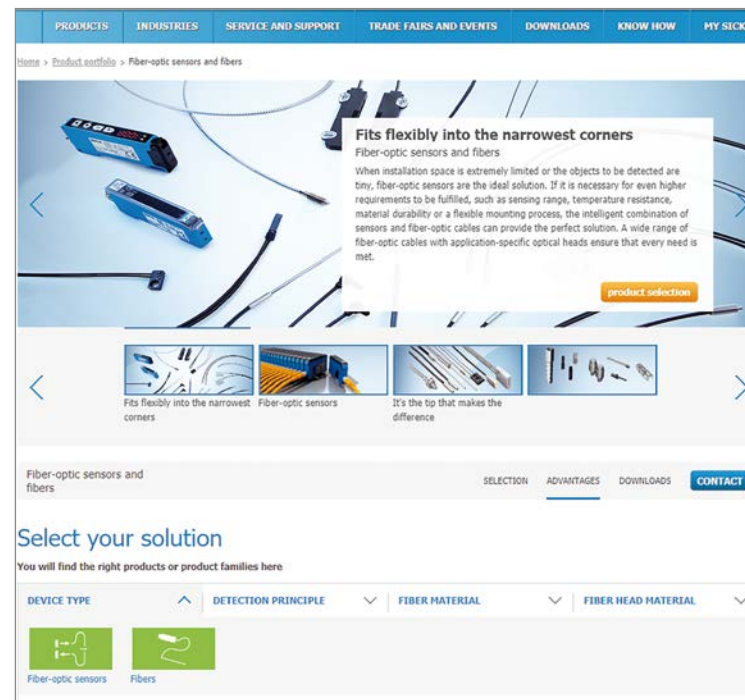 PRODUCTS INDUSTRIES SERVICE AND SUPPORT TRADE FAIRS AND EVENTS DOWNLOADS KNOW HOW MY SICK
Home > Product portfolio > Fiber-optic sensors and fibers
Fits flexibly into the narrowest corners
Fiber-optic sensors and fibers
When installation space is extremely limited or the objects to be detected are
tiny, fiber-optic sensors are the ideal solution. If it is necessary for even higher
requirements to be fulfilled, such as sensing range, temperature resistance,
material durability or a flexible mounting process, the intelligent combination of
sensors and fiber-optic cables can provide the perfect solution. A wide range of
fiber-optic cables with application-specific optical heads ensure that every need is
met.
product selection
Fits flexibly into the narrowest
corners
Fiber-optic sensors
It's the tip that makes the
difference
Fiber-optic sensors and
fibers
SELECTION ADVANTAGES DOWNLOADS CONTACT
Select your solution
You will find the right products or product families here
DEVICE TYPE DETECTION PRINCIPLE FIBER MATERIAL FIBER HEAD MATERIAL
Fiber-optic sensors Fibers